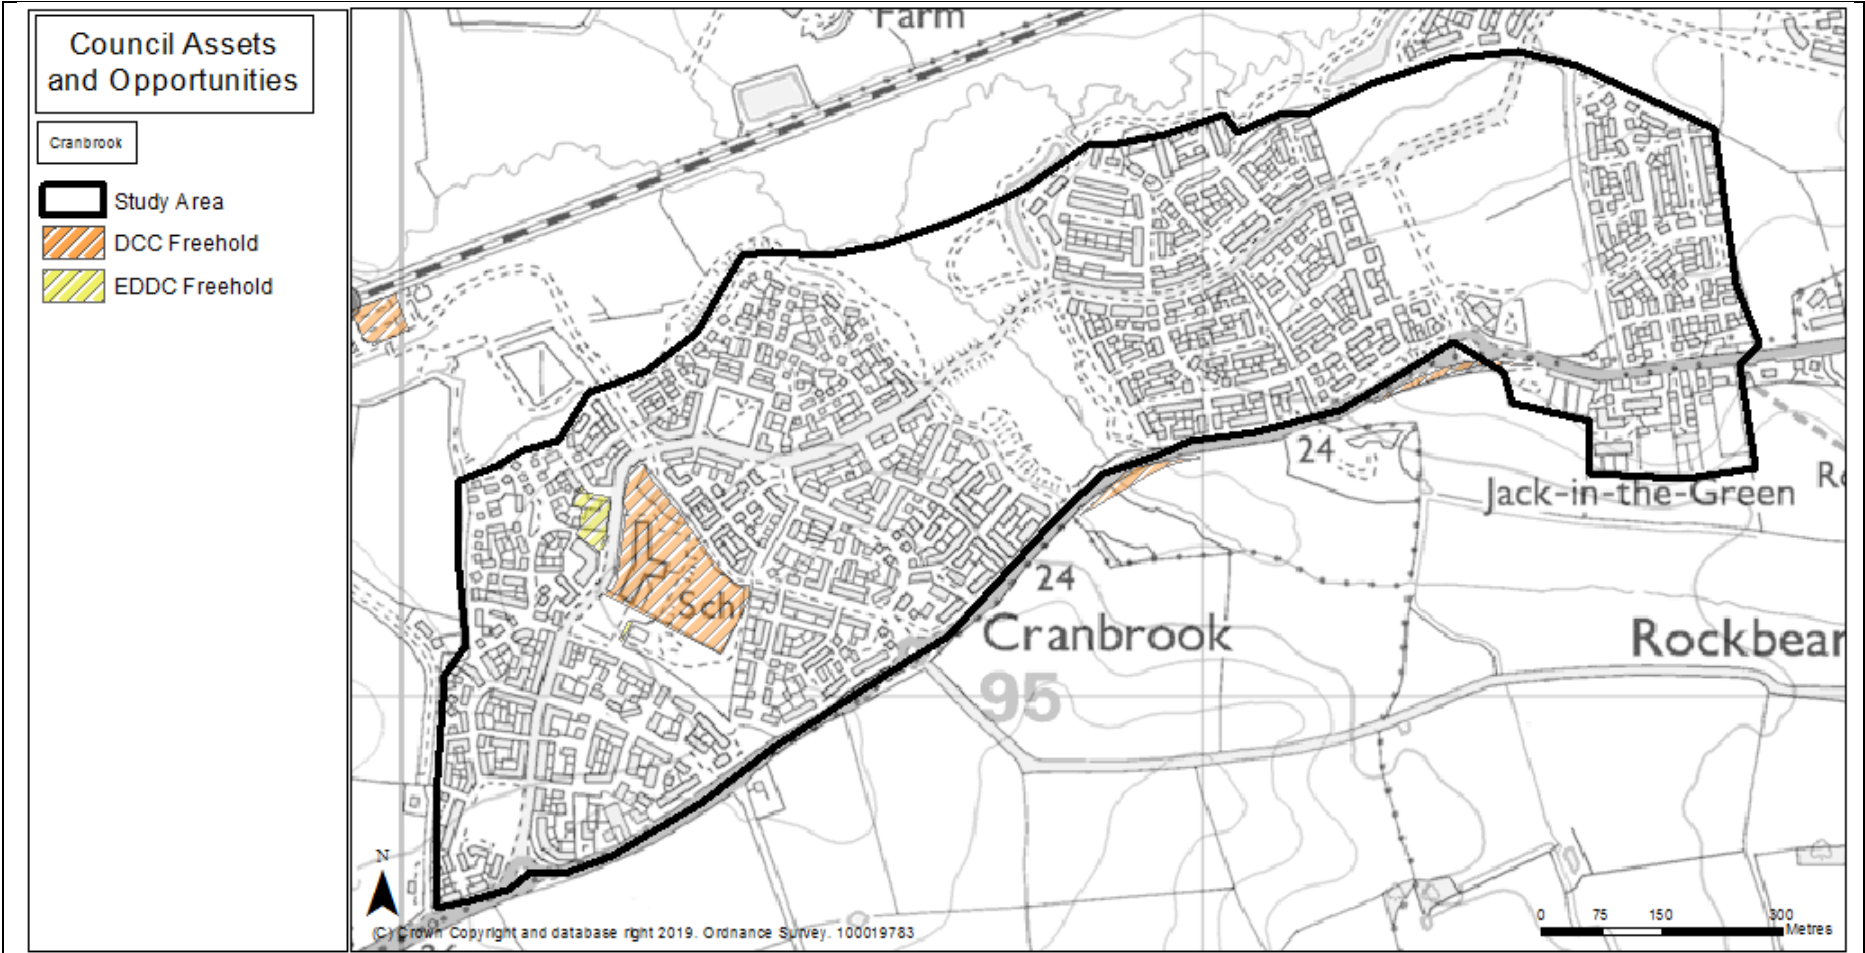 Council Assets
and Opportunities
Cranbrook
Study Area
DCC Freehold
EDDC Freehold
Farm
24
Jack-in-the-Green
Sch
24
Cranbrook
Rockbear
95
N
0 75 150 300
Metres
(C) Crown Copyright and database right 2019. Ordnance Survey. 100019783